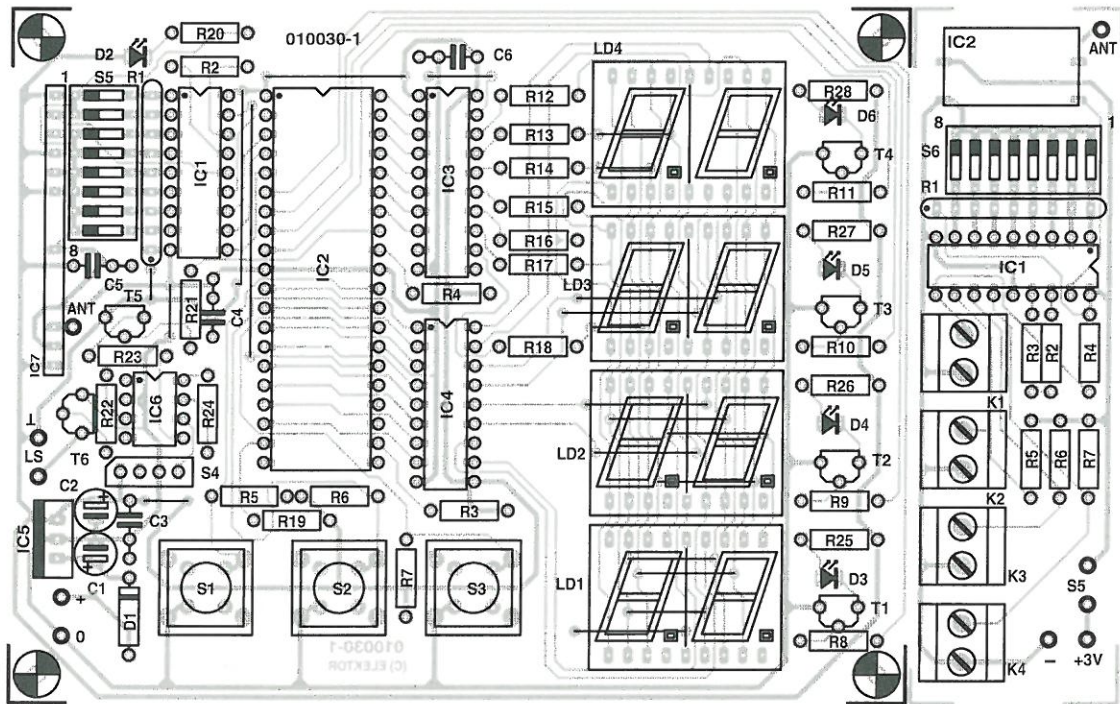 R20
D2
010030-1
C6
LD4
IC2
ANT
1
S5
R1
R2
R12
R28
D6
8
1
IC1
IC2
IC3
R13
T4
S6
R14
R11
R1
R15
R27
R16
IC1
8
C5
R17
D5
ANT
T5
R21
C4
R4
LD3
T3
R3
R2
R4
IC7
R23
R18
R10
K1
R22
IC6
R24
IC4
R26
⊥
LS
T6
S4
LD2
D4
T2
R5
R6
R7
C2
R5
R6
R9
K2
IC5
C3
R19
R3
R25
C1
S1
S2
R7
S3
LD1
D3
K3
S5
+
D1
T1
0
010030-1
(C) ELEKTOR
R8
K4
-
+3V